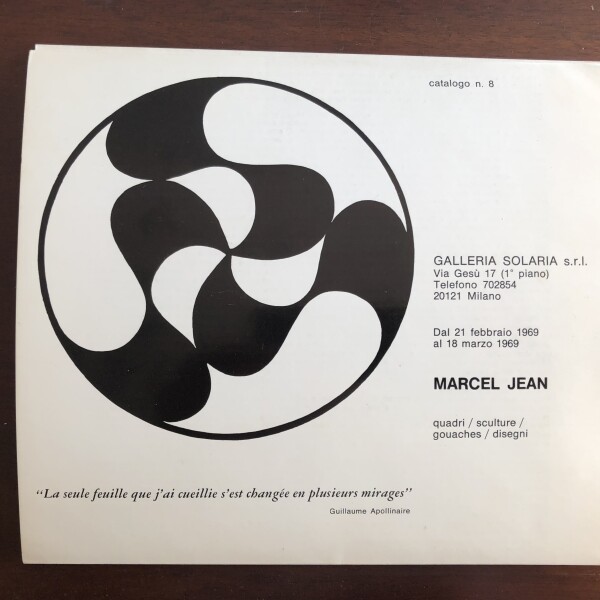 catalogo n. 8
GALLERIA SOLARIA s.r.l.
Via Gesù 17 (1° piano)
Telefono 702854
20121 Milano
Dal 21 febbraio 1969
al 18 marzo 1969
MARCEL JEAN
quadri / sculture /
gouaches / disegni
“La seule feuille que j’ai cueillie s’est changée en plusieurs mirages”
Guillaume Apollinaire